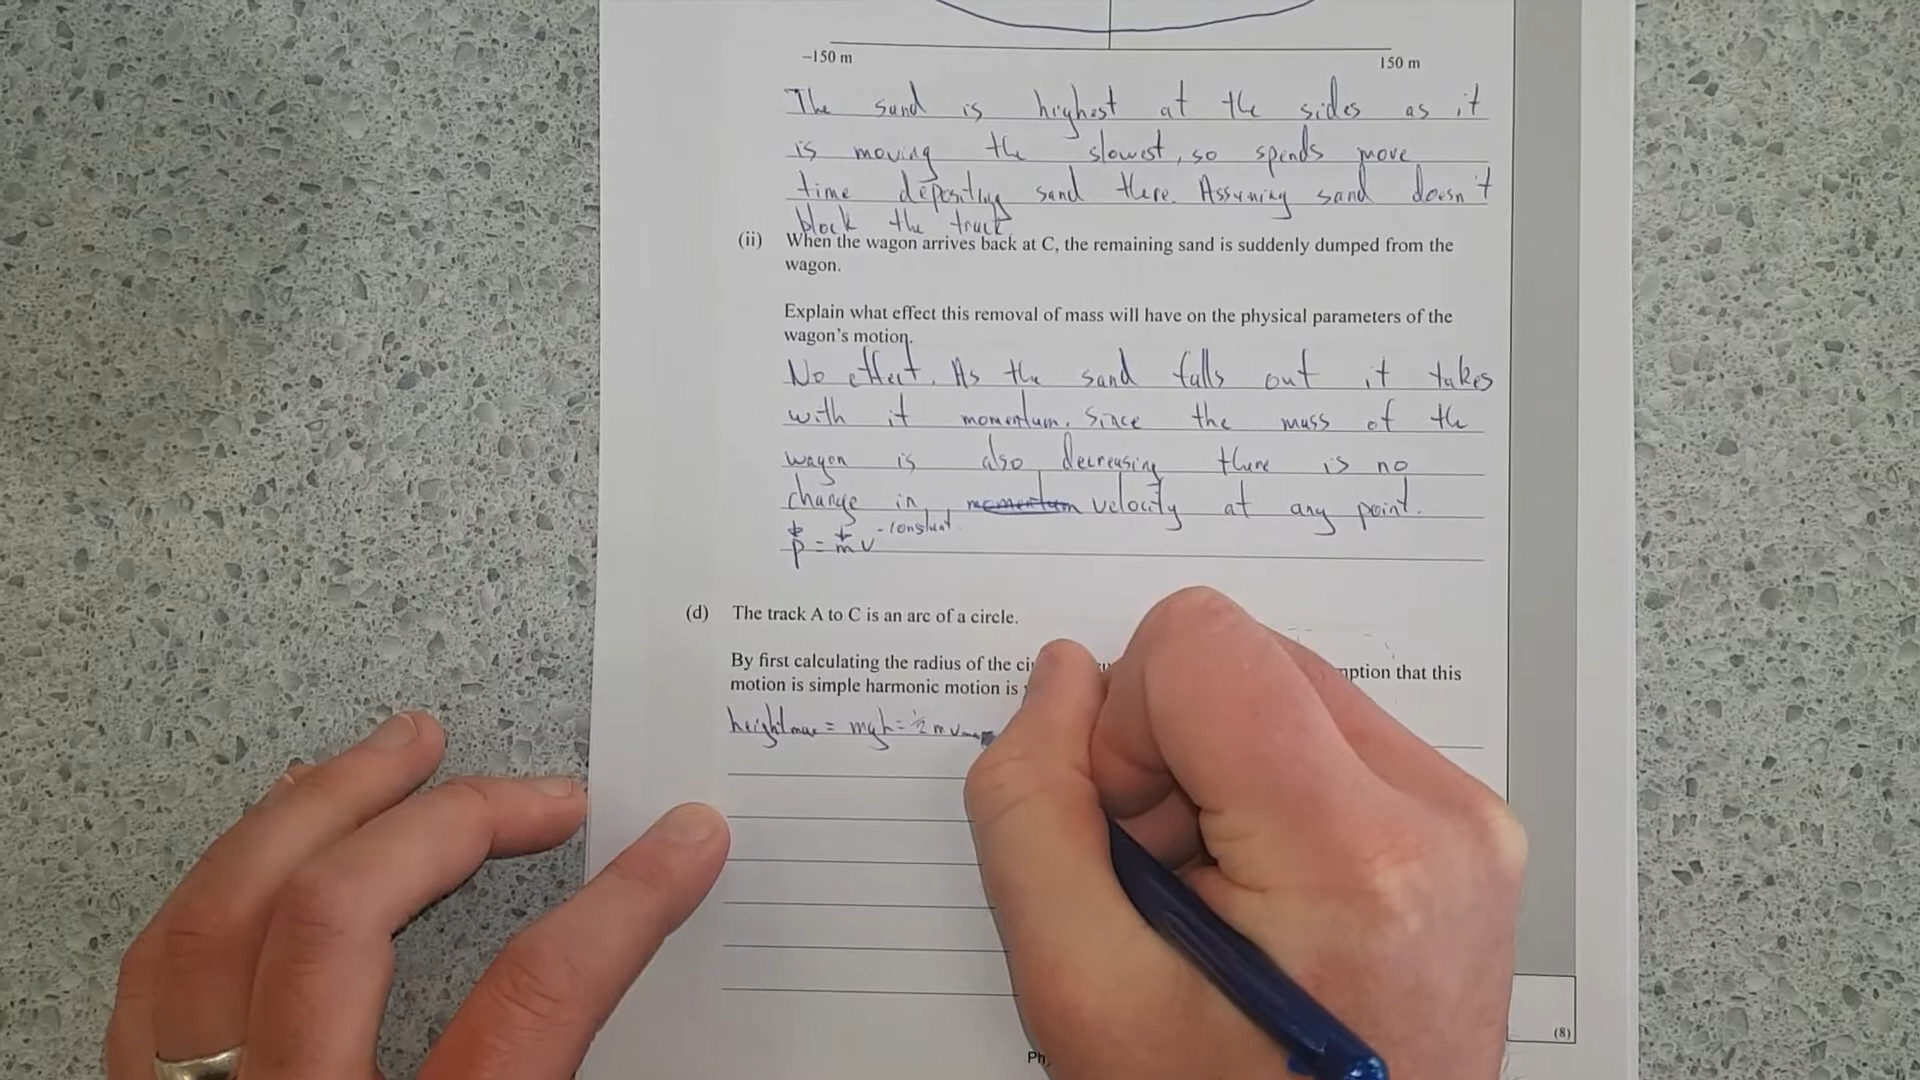 −150 m
150 m
The sand is highest at the sides as it
is moving the slowest, so spends more
time depositing sand there. Assuming sand doesn't
block the track
(ii) When the wagon arrives back at C, the remaining sand is suddenly dumped from the
wagon.
Explain what effect this removal of mass will have on the physical parameters of the
wagon's motion.
No effect. As the sand falls out it takes
with it momentum. Since the mass of the
wagon is also decreasing there is no
change in momentum velocity at any point.
p = mv - constant
(d) The track A to C is an arc of a circle.
By first calculating the radius of the that this
motion is simple harmonic motion is
height max = mgh = ½ m v
(8)